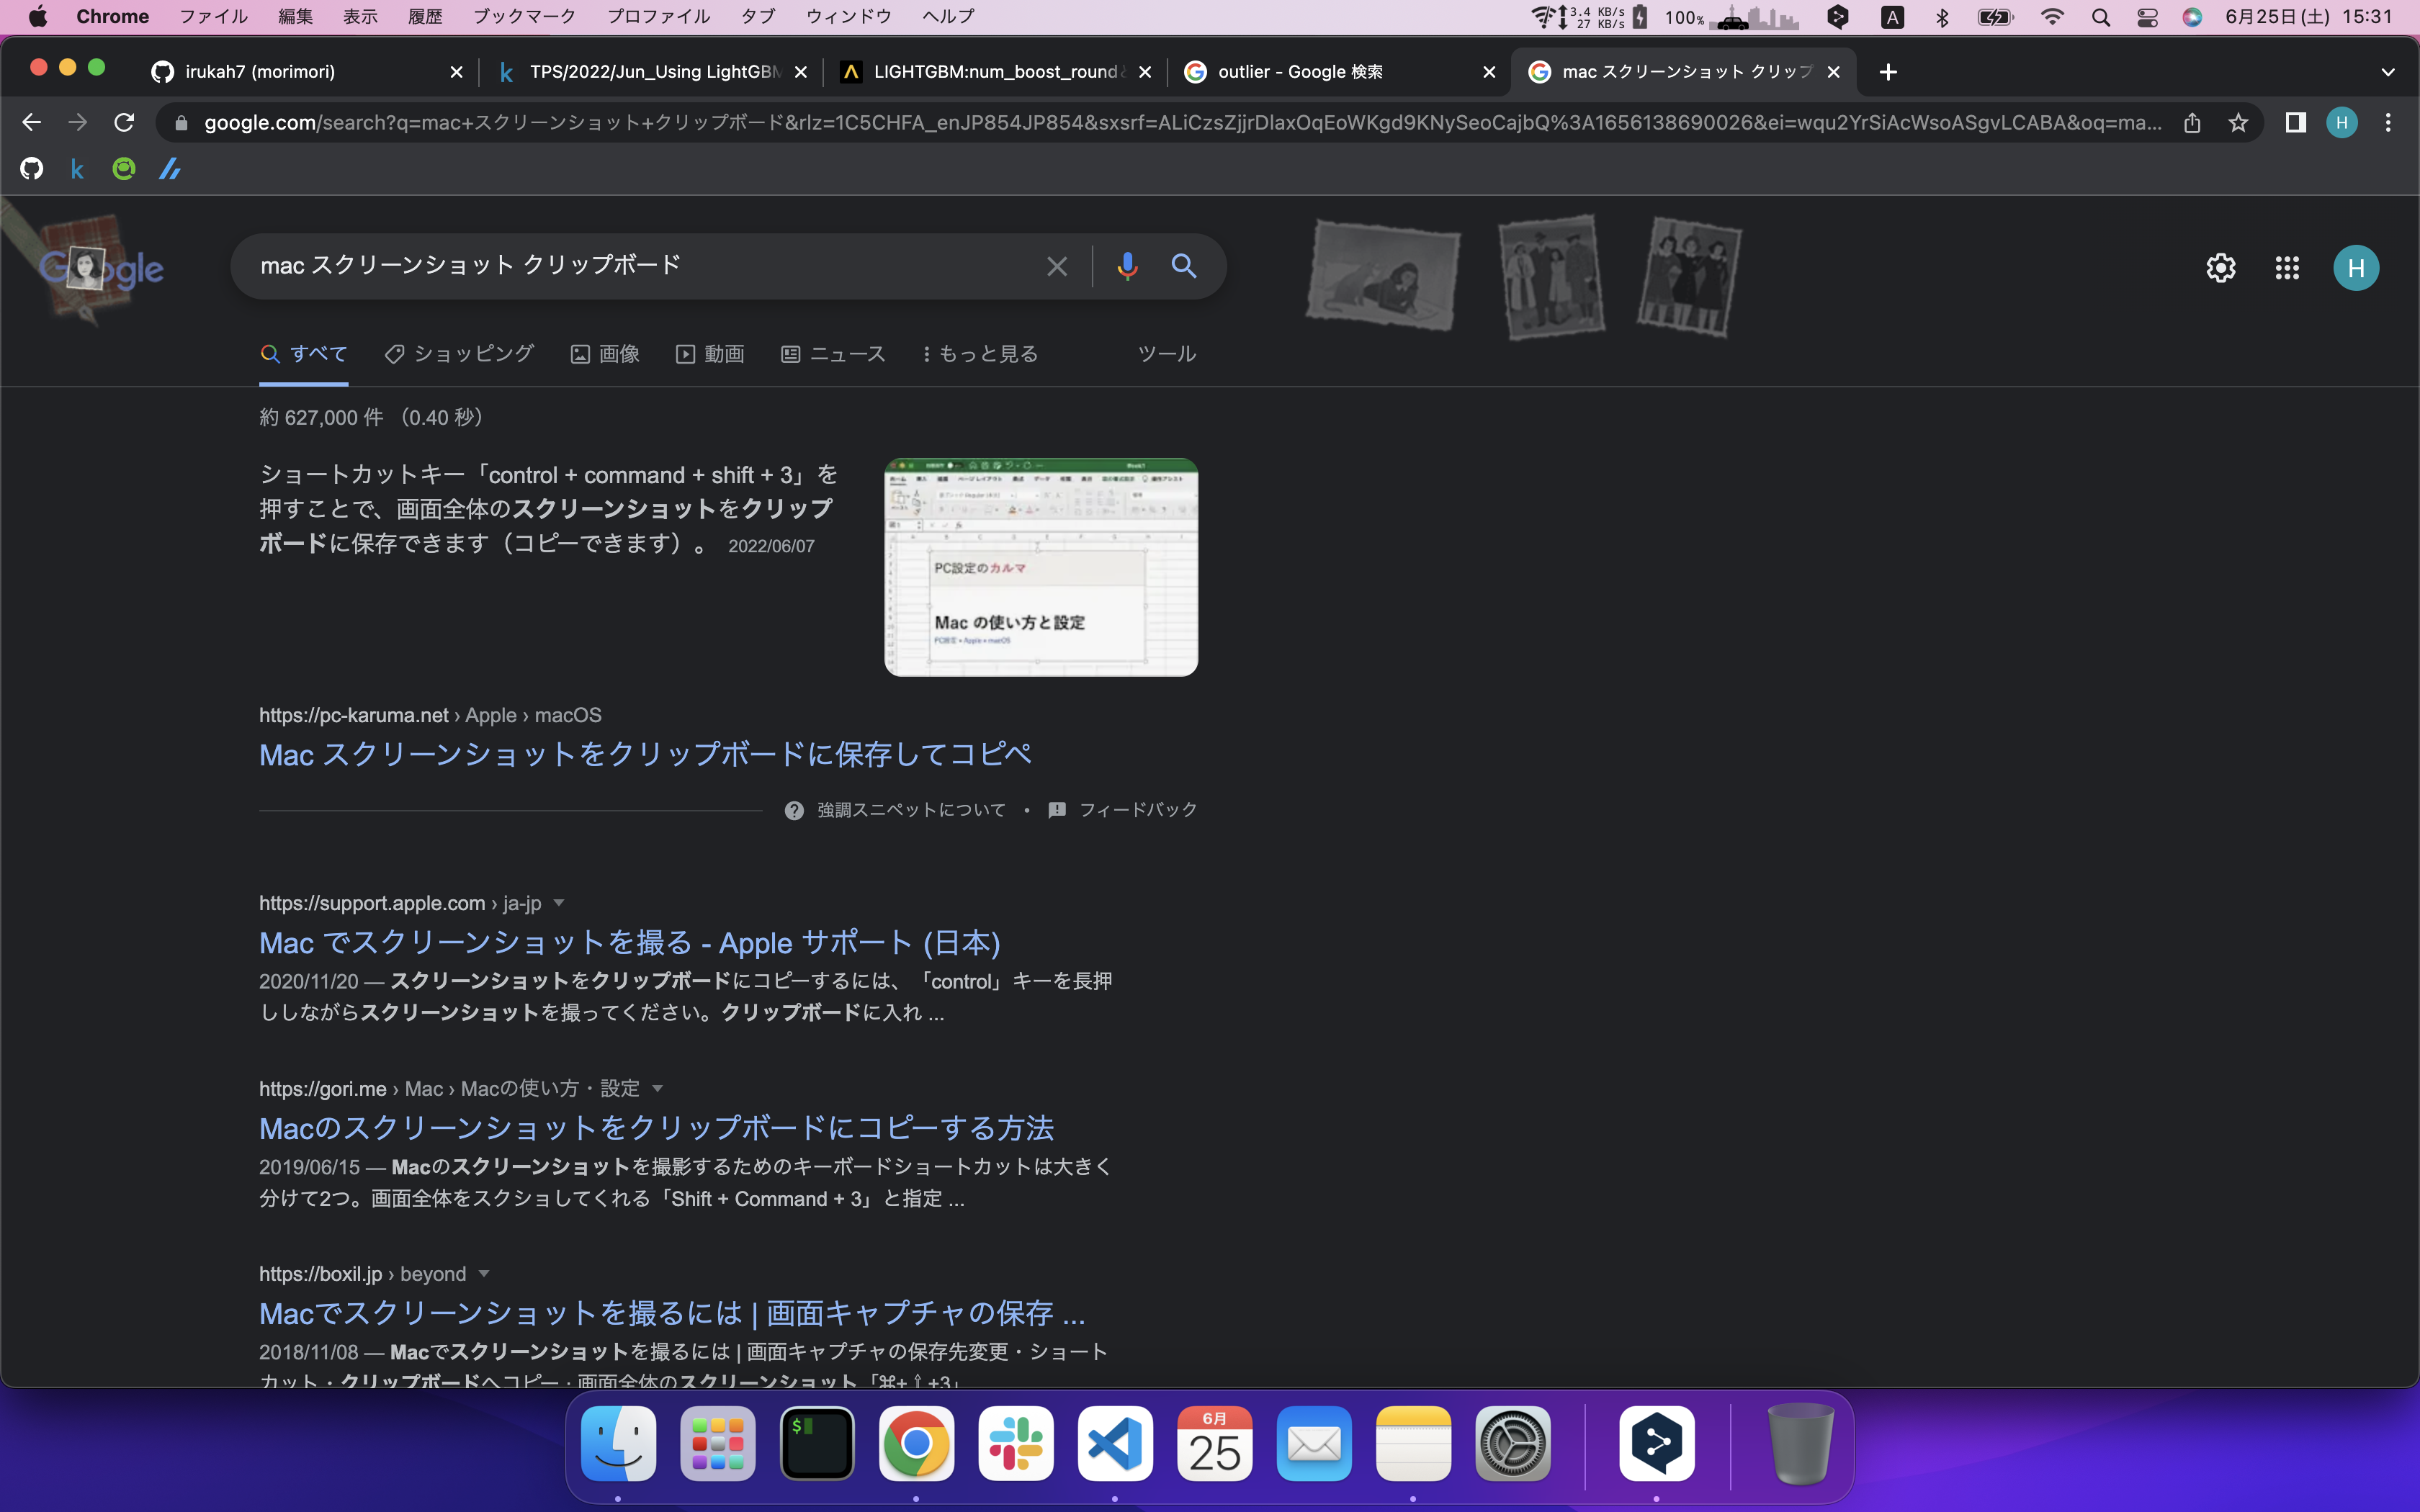 Chrome ファイル 編集 表示 履歴 ブックマーク プロファイル タブ ウィンドウ ヘルプ 3.4 KB/s 27 KB/s 100% A 6月25日(土) 15:31
irukah7 (morimori) TPS/2022/Jun_Using LightGBM LIGHTGBM:num_boost_round outlier - Google 検索 mac スクリーンショット クリップ
google.com/search?q=mac+スクリーンショット+クリップボード&rlz=1C5CHFA_enJP854JP854&sxsrf=ALiCzsZjjrDlaxOqEoWKgd9KNySeoCajbQ%3A1656138690026&ei=wqu2YrSiAcWsoASgvLCABA&oq=ma... H
k
Google
mac スクリーンショット クリップボード
H
すべて ショッピング 画像 動画 ニュース もっと見る ツール
約 627,000 件 (0.40 秒)
ショートカットキー「control + command + shift + 3」を
押すことで、画面全体のスクリーンショットをクリップ
ボードに保存できます（コピーできます）。 2022/06/07
PC設定のカルマ
Mac の使い方と設定
PC設定 • Apple • macOS
https://pc-karuma.net › Apple › macOS
Mac スクリーンショットをクリップボードに保存してコピペ
強調スニペットについて • フィードバック
https://support.apple.com › ja-jp
Mac でスクリーンショットを撮る - Apple サポート (日本)
2020/11/20 — スクリーンショットをクリップボードにコピーするには、「control」キーを長押
ししながらスクリーンショットを撮ってください。クリップボードに入れ ...
https://gori.me › Mac › Macの使い方・設定
Macのスクリーンショットをクリップボードにコピーする方法
2019/06/15 — Macのスクリーンショットを撮影するためのキーボードショートカットは大きく
分けて2つ。画面全体をスクショしてくれる「Shift + Command + 3」と指定 ...
https://boxil.jp › beyond
Macでスクリーンショットを撮るには | 画面キャプチャの保存 ...
2018/11/08 — Macでスクリーンショットを撮るには | 画面キャプチャの保存先変更・ショート
カット・クリップボードへコピー · 画面全体のスクリーンショット「⌘+⇧+3」
$
6月
25